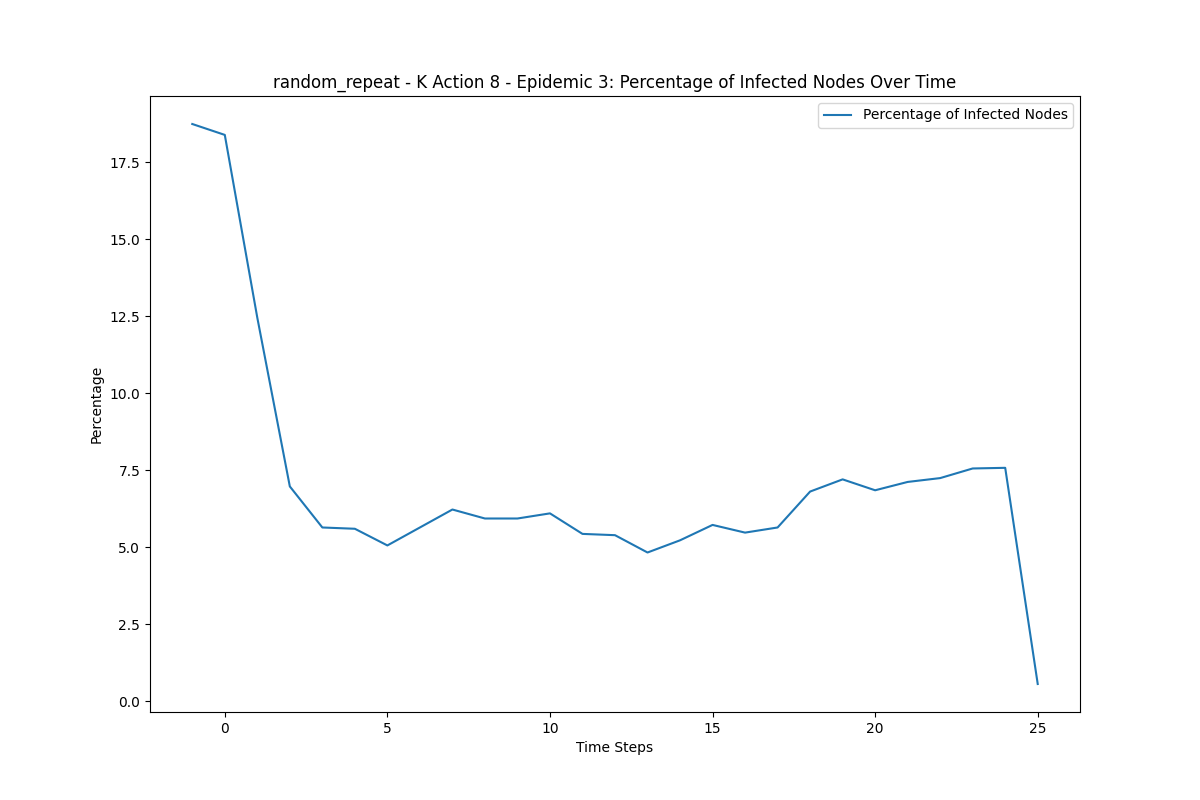 random_repeat - K Action 8 - Epidemic 3: Percentage of Infected Nodes Over Time
Percentage of Infected Nodes
17.5
15.0
12.5
10.0
7.5
5.0
2.5
0.0
Percentage
0 5 10 15 20 25
Time Steps